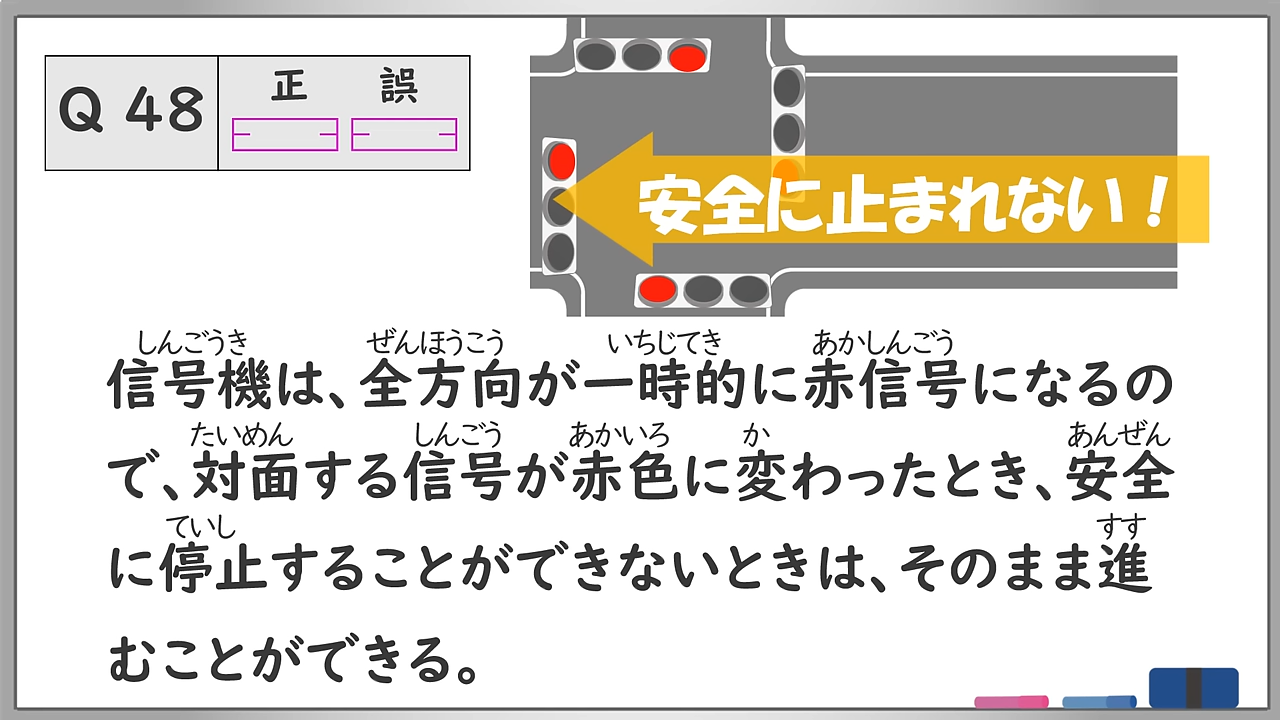 Q 48
正 誤
安全に止まれない!
しんごうき ぜんほうこう いちじてき あかしんごう
信号機は、全方向が一時的に赤信号になるの
たいめん しんごう あかいろ か あんぜん
で、対面する信号が赤色に変わったとき、安全
ていし すす
に停止することができないときは、そのまま進
むことができる。